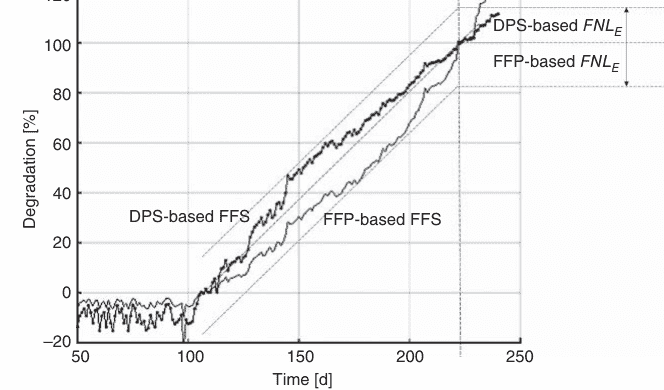 DPS-based FNL_E
100
FFP-based FNL_E
80
60
Degradation [%]
40
DPS-based FFS
FFP-based FFS
20
0
−20
50
100
150
200
250
Time [d]